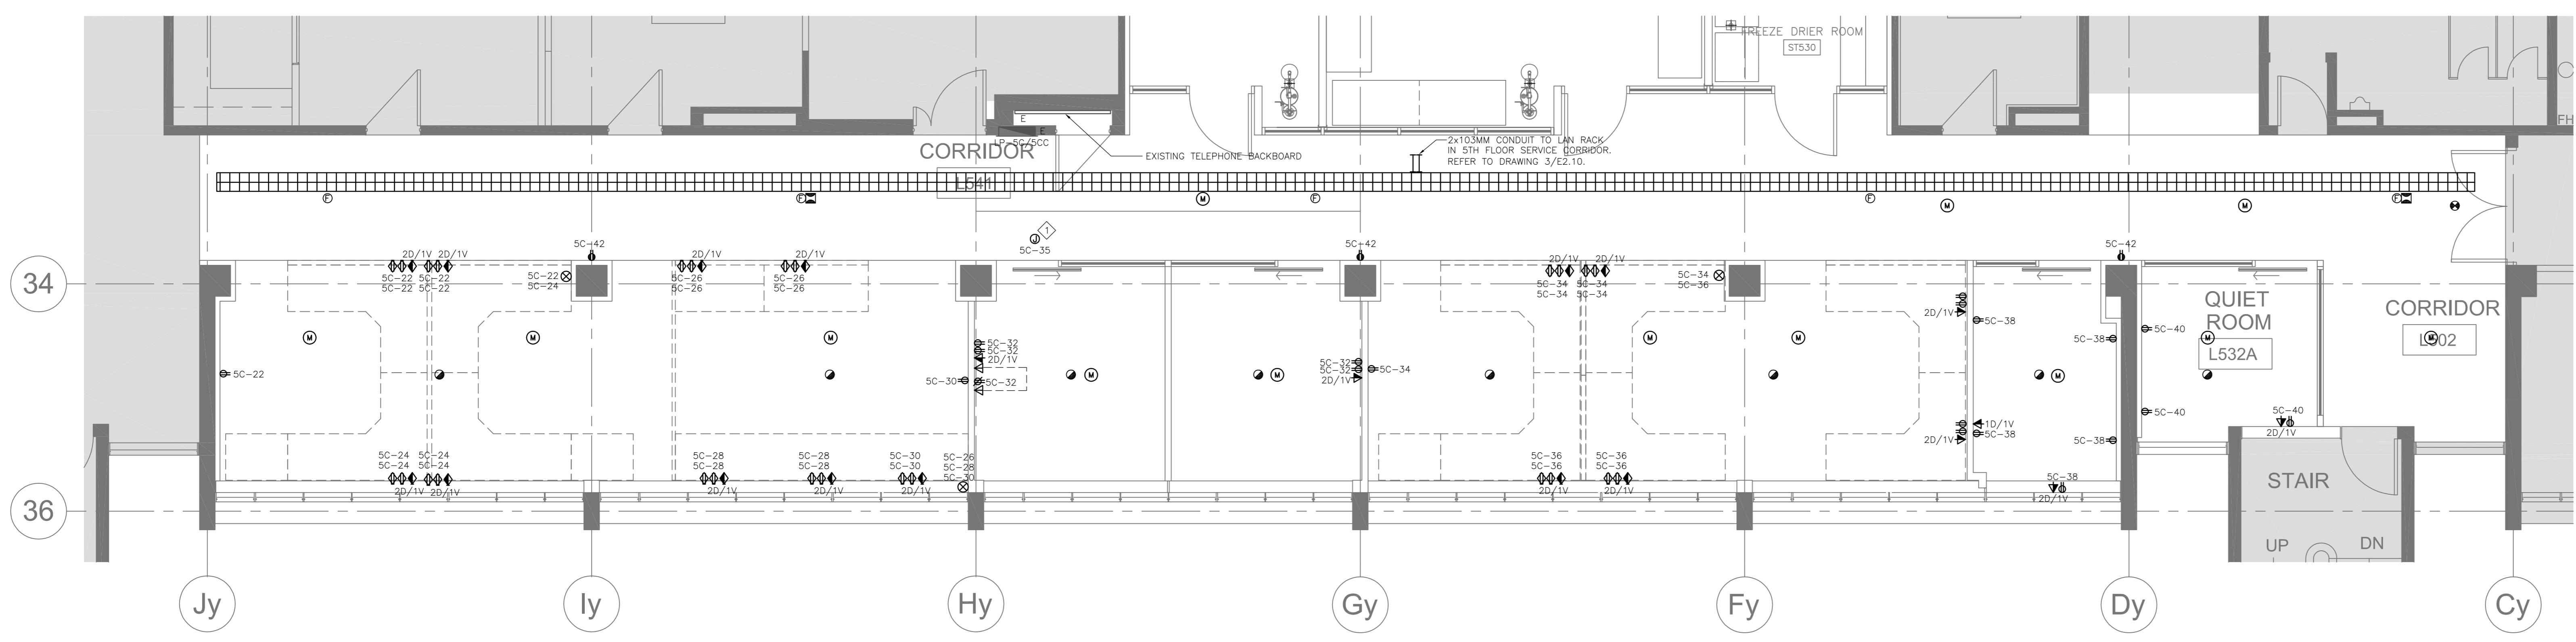 FREEZE DRIER ROOM
ST530
E
E
LP-5C/5CC
CORRIDOR
L541
EXISTING TELEPHONE BACKBOARD
2x103MM CONDUIT TO LAN RACK
IN 5TH FLOOR SERVICE CORRIDOR.
REFER TO DRAWING 3/E2.10.
FH
F
F
M
F
F
M
M
F
J
1
5C-35
34
5C-42
5C-42
5C-42
2D/1V 2D/1V
5C-22 5C-22
5C-22 5C-22
5C-22
5C-24
2D/1V
5C-26
5C-26
2D/1V
5C-26
5C-26
2D/1V 2D/1V
5C-34 5C-34
5C-34 5C-34
5C-34
5C-36
M
M
M
M
M
M
M
M
M
M
M
5C-22
5C-30
5C-32
5C-32
2D/1V
5C-32
5C-32
5C-32
2D/1V
5C-34
2D/1V
5C-38
5C-38
1D/1V
5C-38
2D/1V
5C-38
5C-40
5C-40
QUIET
ROOM
L532A
5C-40
2D/1V
CORRIDOR
L502
5C-24 5C-24
5C-24 5C-24
2D/1V 2D/1V
5C-28
5C-28
2D/1V
5C-28
5C-28
2D/1V
5C-30
5C-30
2D/1V
5C-26
5C-28
5C-30
5C-36
5C-36
2D/1V
5C-36
5C-36
2D/1V
5C-38
2D/1V
STAIR
UP
DN
36
Jy
Iy
Hy
Gy
Fy
Dy
Cy